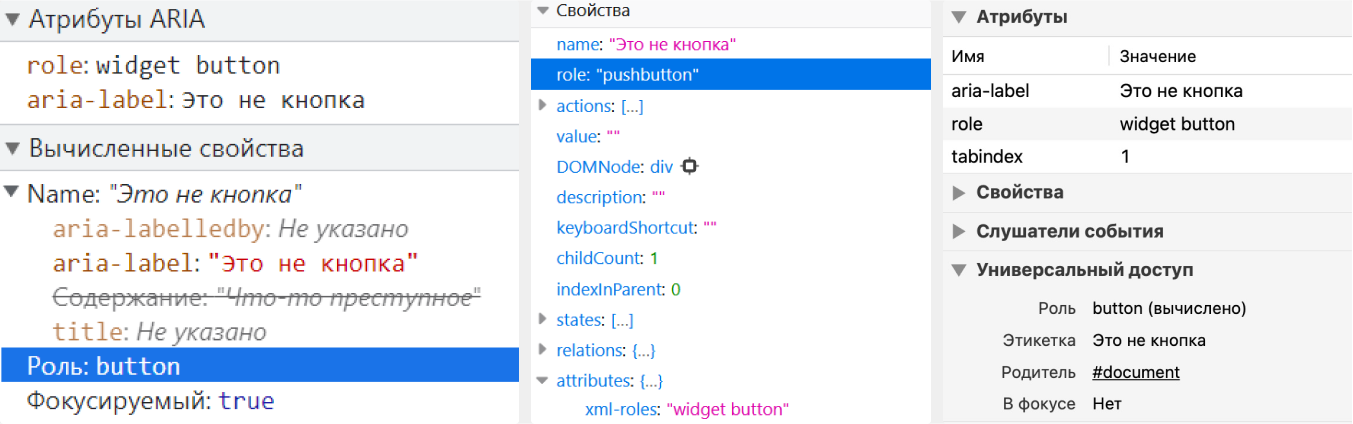 Атрибуты ARIA
role: widget button
aria-label: Это не кнопка
Вычисленные свойства
Name: "Это не кнопка"
aria-labelledby: Не указано
aria-label: "Это не кнопка"
Содержание: "Что-то преступное"
title: Не указано
Роль: button
Фокусируемый: true
Свойства
name: "Это не кнопка"
role: "pushbutton"
actions: [...]
value: ""
DOMNode: div
description: ""
keyboardShortcut: ""
childCount: 1
indexInParent: 0
states: [...]
relations: {...}
attributes: {...}
xml-roles: "widget button"
Атрибуты
Имя Значение
aria-label Это не кнопка
role widget button
tabindex 1
Свойства
Слушатели события
Универсальный доступ
Роль button (вычислено)
Этикетка Это не кнопка
Родитель #document
В фокусе Нет